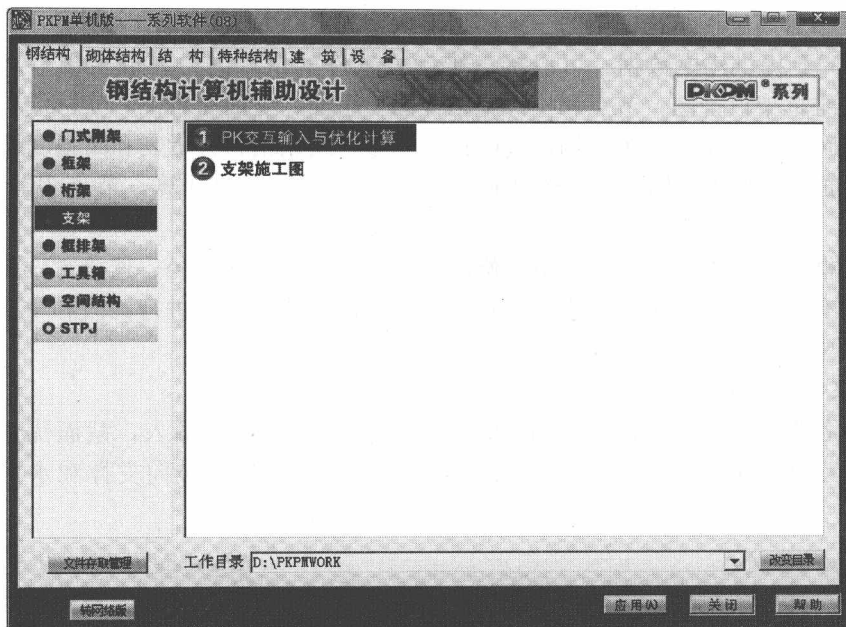 PKPM单机版——系列软件(08)
钢结构 砌体结构 结 构 特种结构 建 筑 设 备
钢结构计算机辅助设计
PKPM®系列
门式刚架
框架
桁架
支架
框排架
工具箱
空间结构
STPJ
1 PK交互输入与优化计算
2 支架施工图
文件存取管理
工作目录 D:\PKPMWORK
改变目录
转网络版
应用(A)
关闭
帮助